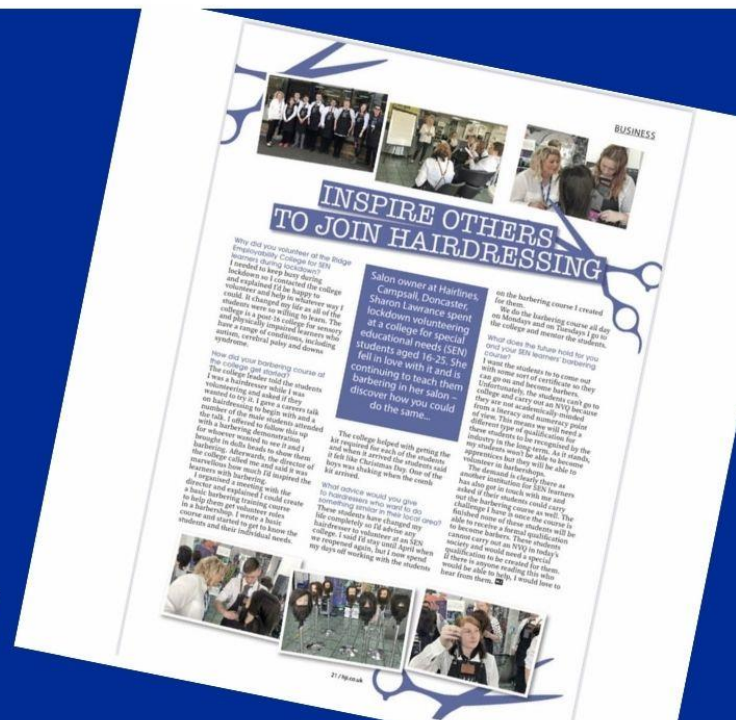 BUSINESS
INSPIRE OTHERS
TO JOIN HAIRDRESSING
Why did you volunteer at the Ridge
Employability College for SEN
learners during lockdown?
I needed to keep busy during
lockdown so I contacted the college
and explained I'd be happy to
volunteer and help in whatever way I
could. It changed my life as all of the
students were so willing to learn. The
college is a post-16 college for sensory
and physically impaired learners who
have a range of conditions, including
autism, cerebral palsy and downs
syndrome.
How did your barbering course at
the college get started?
The college leader told the students
I was a hairdresser while I was
volunteering and asked if they
wanted to try it. I gave a careers talk
on hairdressing to begin with and a
number of the male students attended
the talk. I offered to follow this up
with a barbering demonstration
for whoever wanted to see it and I
brought in dolls heads to show them
barbering. Afterwards, the director of
the college called me and said it was
marvellous how much I'd inspired the
learners with barbering.
I organised a meeting with the
director and explained I could create
a basic barbering training course
to help them get volunteer roles
in a barbershop. I wrote a basic
course and started to get to know the
students and their individual needs.
Salon owner at Hairlines,
Campsall, Doncaster,
Sharon Lawrance spent
lockdown volunteering
at a college for special
educational needs (SEN)
students aged 16-25. She
fell in love with it and is
continuing to teach them
barbering in her salon –
discover how you could
do the same...
The college helped with getting the
kit required for each of the students
and when it arrived the students said
it felt like Christmas Day. One of the
boys was shaking when the comb
kit arrived.
What advice would you give
to hairdressers who want to do
something similar in their local area?
These students have changed my
life completely so I'd advise any
hairdresser to volunteer at an SEN
college. I said I'd stay until April when
we reopened again, but I now spend
my days off working with the students
on the barbering course I created
for them.
We do the barbering course all day
on Mondays and on Tuesdays I go to
the college and mentor the students.
What does the future hold for you
and your SEN learners' barbering
course?
I want the students to to come out
with some sort of certificate so they
can go on and become barbers.
Unfortunately, the students can't go to
college and carry out an NVQ because
they are not academically minded
from a literacy and numeracy point
of view. This means we will need a
different type of qualification for
these students to be recognised by the
industry in the long-term. As it stands,
my students won't be able to become
apprentices but they will be able to
volunteer in barbershops.
The demand is clearly there as
another institution for SEN learners
has also got in touch with me and
asked if their students could carry
out the barbering course as well. The
challenge I have is once the course is
finished none of these students will be
able to receive a formal qualification
to become barbers. These students
cannot carry out an NVQ in today's
society and would need a special
qualification to be created for them.
If there is anyone reading this who
would be able to help, I would love to
hear from them.
21 / hji.co.uk